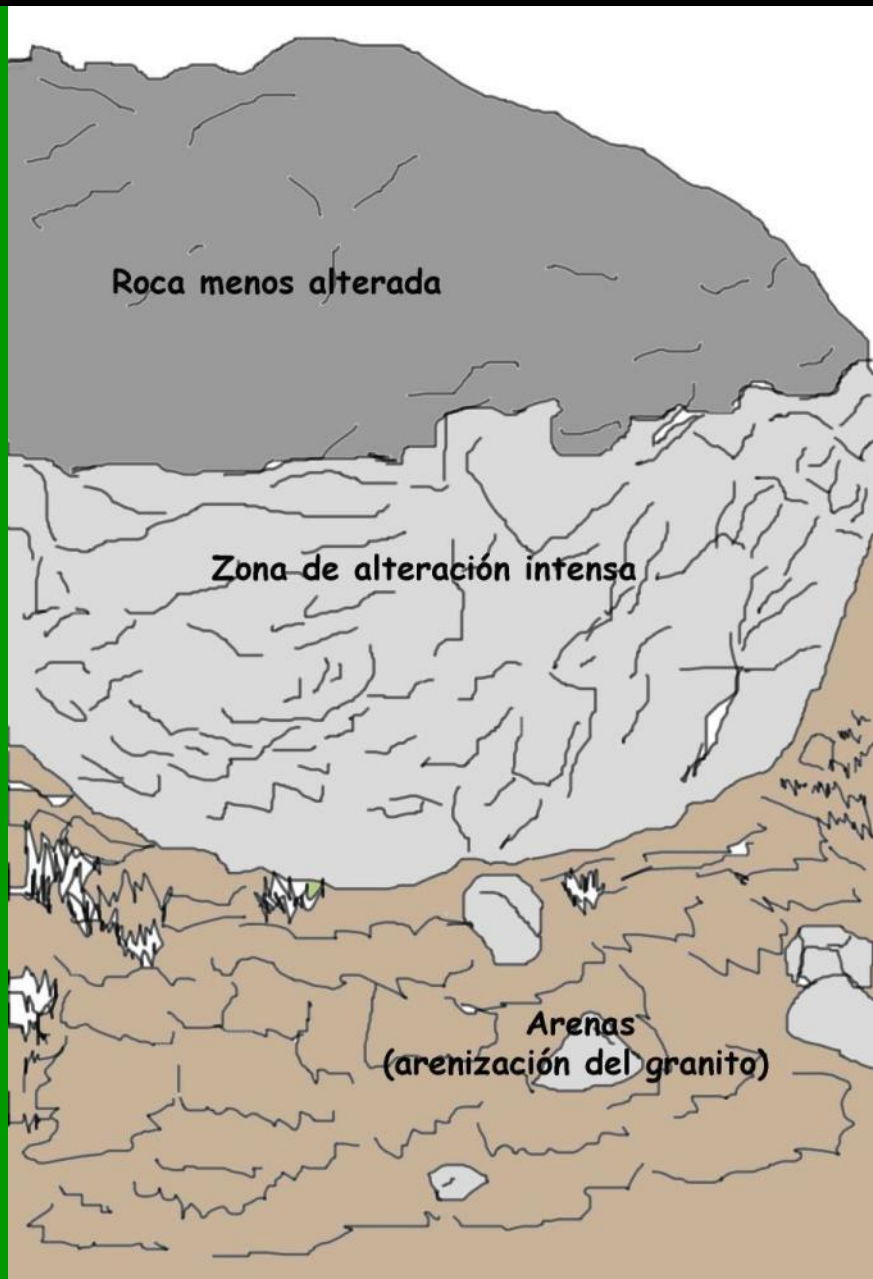 Roca menos alterada
Zona de alteración intensa
Arenas
(arenización del granito)